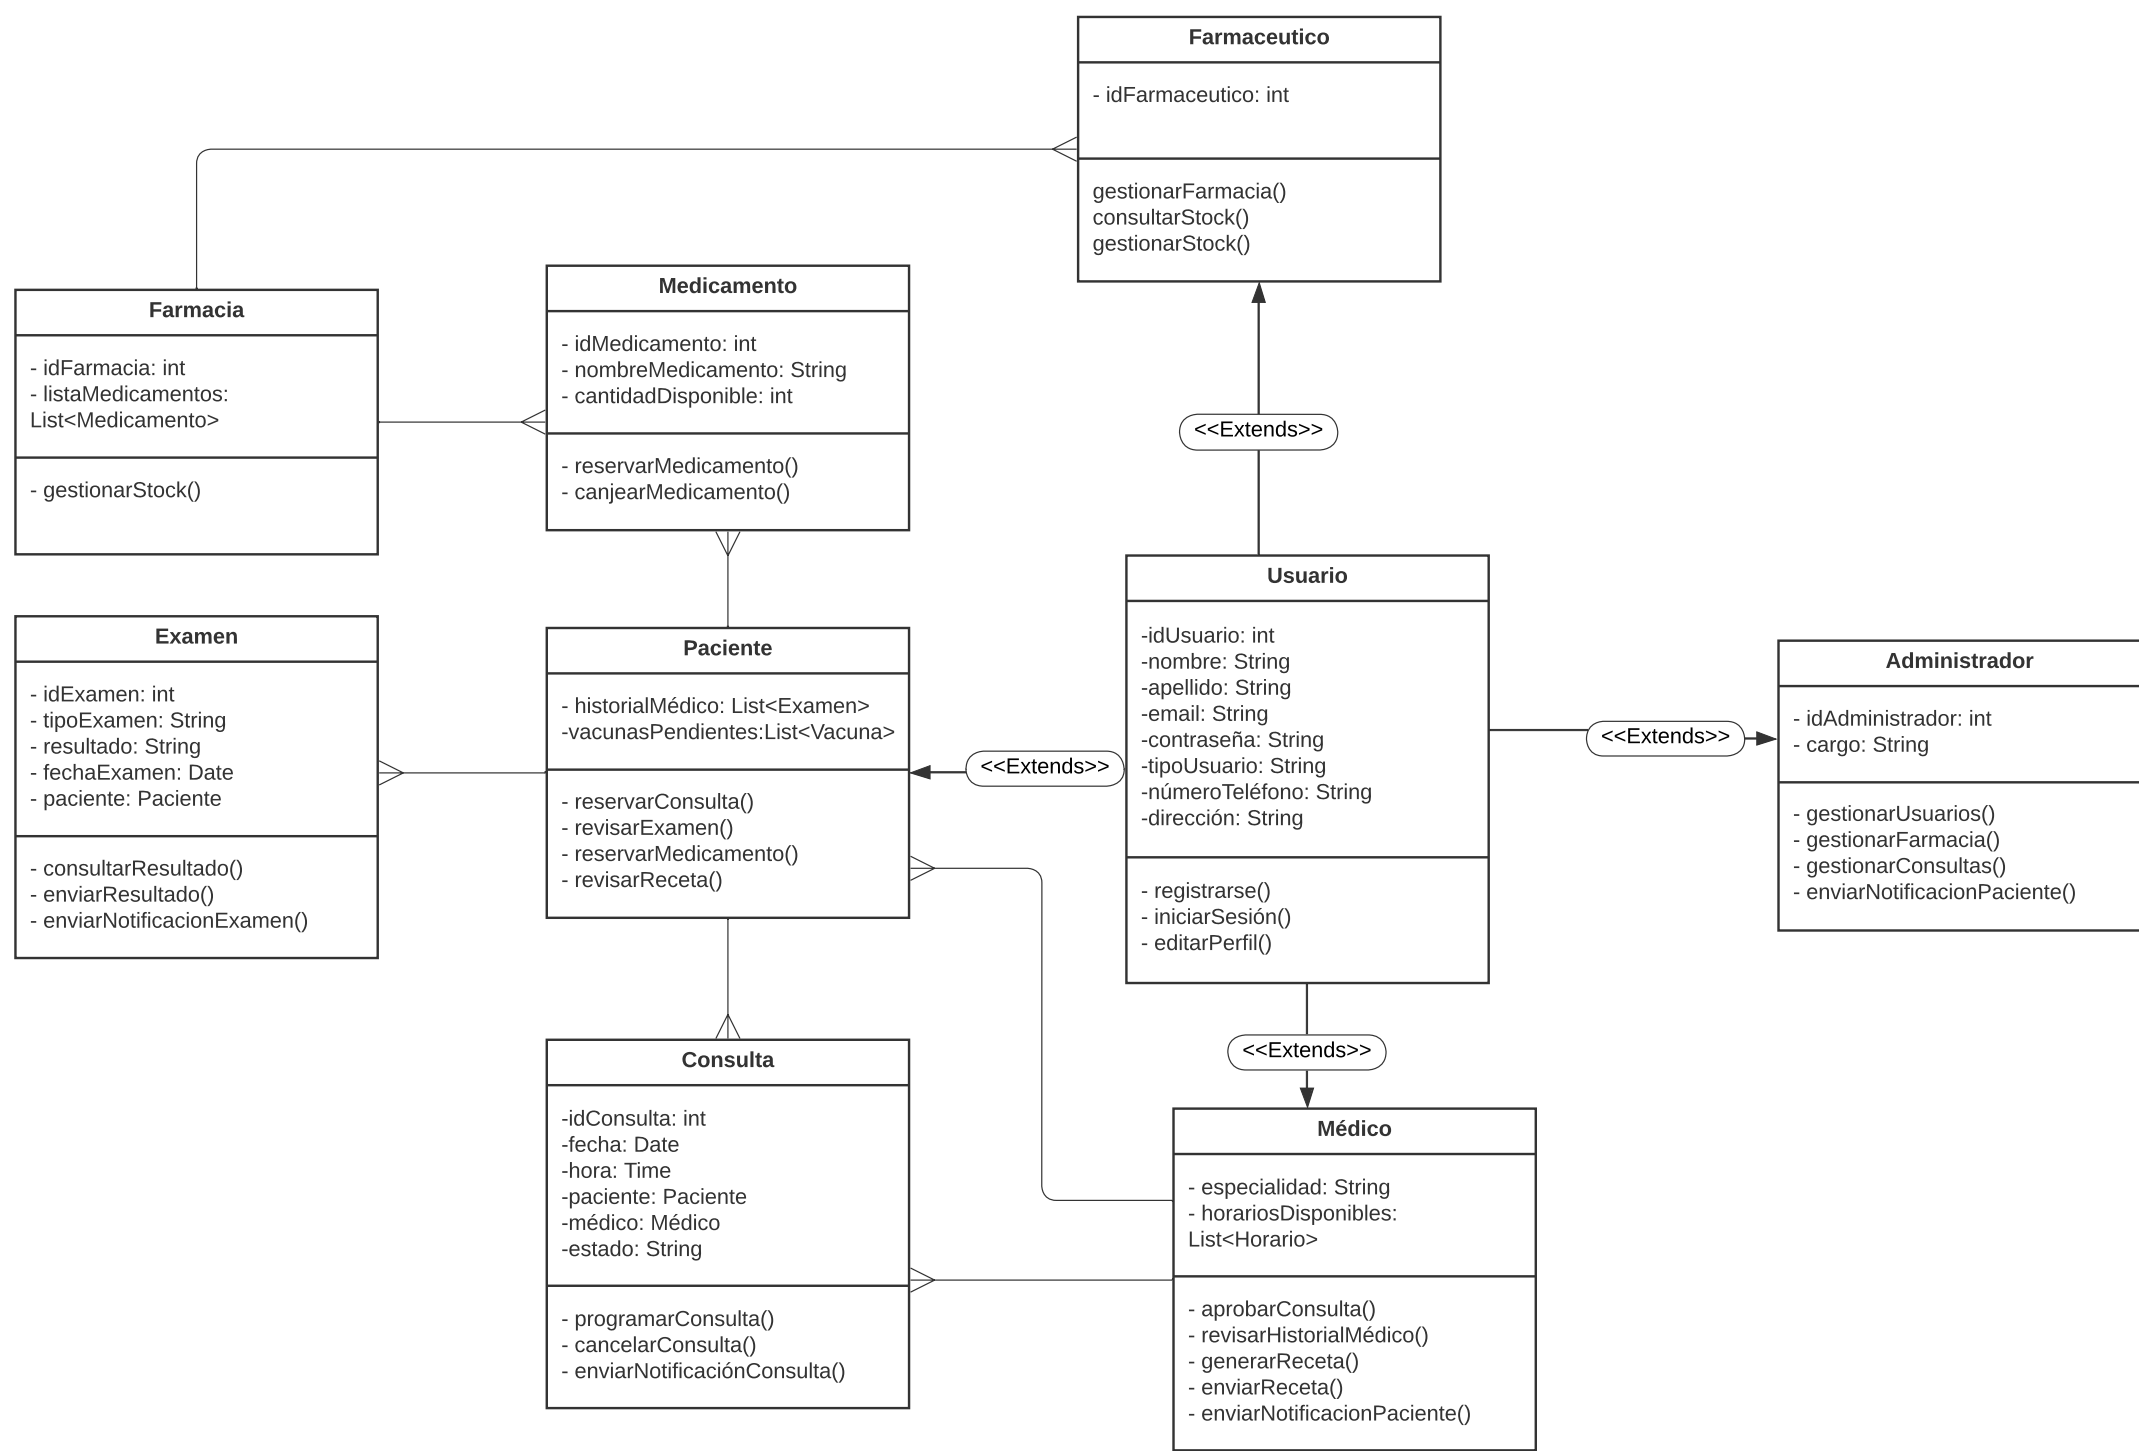 Farmaceutico
- idFarmaceutico: int
gestionarFarmacia()
consultarStock()
gestionarStock()
Farmacia
- idFarmacia: int
- listaMedicamentos:
List<Medicamento>
- gestionarStock()
Medicamento
- idMedicamento: int
- nombreMedicamento: String
- cantidadDisponible: int
- reservarMedicamento()
- canjearMedicamento()
<<Extends>>
Examen
- idExamen: int
- tipoExamen: String
- resultado: String
- fechaExamen: Date
- paciente: Paciente
- consultarResultado()
- enviarResultado()
- enviarNotificacionExamen()
Paciente
- historialMédico: List<Examen>
-vacunasPendientes:List<Vacuna>
- reservarConsulta()
- revisarExamen()
- reservarMedicamento()
- revisarReceta()
<<Extends>>
Usuario
-idUsuario: int
-nombre: String
-apellido: String
-email: String
-contraseña: String
-tipoUsuario: String
-númeroTeléfono: String
-dirección: String
- registrarse()
- iniciarSesión()
- editarPerfil()
<<Extends>>
Administrador
- idAdministrador: int
- cargo: String
- gestionarUsuarios()
- gestionarFarmacia()
- gestionarConsultas()
- enviarNotificacionPaciente()
<<Extends>>
Consulta
-idConsulta: int
-fecha: Date
-hora: Time
-paciente: Paciente
-médico: Médico
-estado: String
- programarConsulta()
- cancelarConsulta()
- enviarNotificaciónConsulta()
Médico
- especialidad: String
- horariosDisponibles:
List<Horario>
- aprobarConsulta()
- revisarHistorialMédico()
- generarReceta()
- enviarReceta()
- enviarNotificacionPaciente()